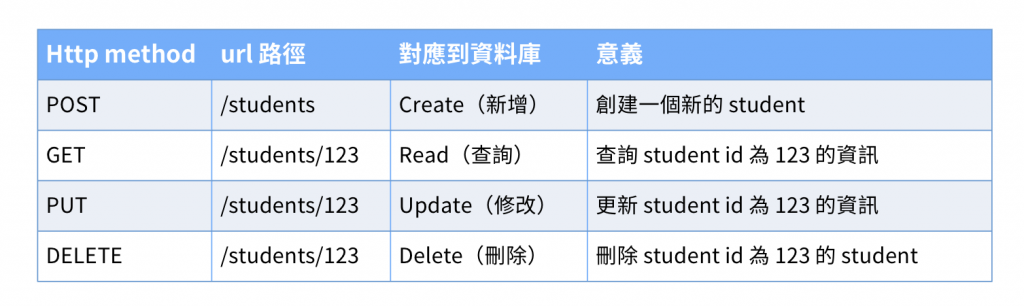 Http method url 路徑 對應到資料庫 意義
POST /students Create（新增） 創建一個新的 student
GET /students/123 Read（查詢） 查詢 student id 為 123 的資訊
PUT /students/123 Update（修改） 更新 student id 為 123 的資訊
DELETE /students/123 Delete（刪除） 刪除 student id 為 123 的 student